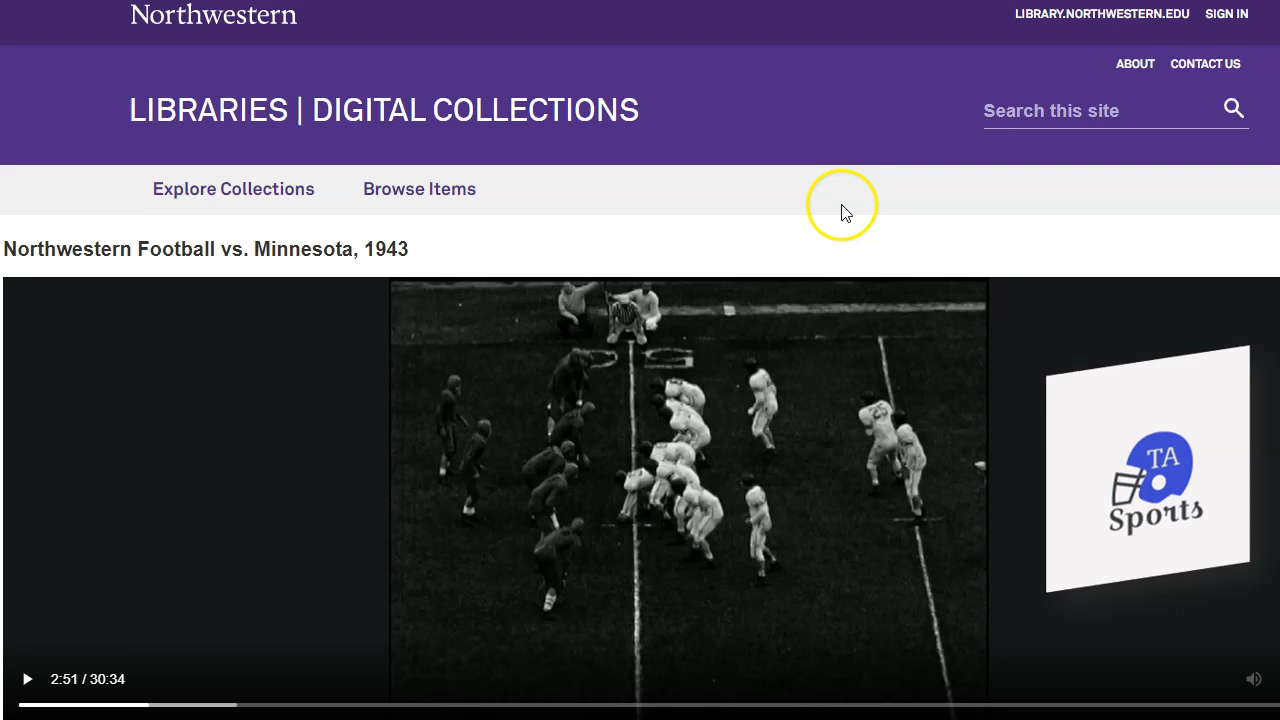 Northwestern
LIBRARY.NORTHWESTERN.EDU SIGN IN
ABOUT CONTACT US
LIBRARIES | DIGITAL COLLECTIONS
Search this site
Explore Collections Browse Items
Northwestern Football vs. Minnesota, 1943
TA
Sports
2:51 / 30:34